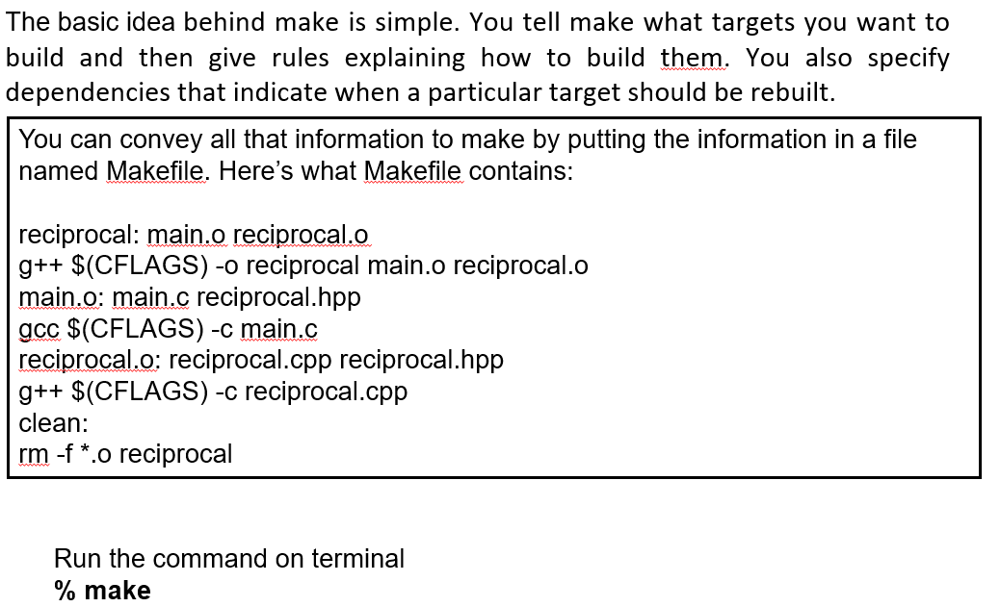 The basic idea behind make is simple. You tell make what targets you want to
build and then give rules explaining how to build them. You also specify
dependencies that indicate when a particular target should be rebuilt.
You can convey all that information to make by putting the information in a file
named Makefile. Here’s what Makefile contains:
reciprocal: main.o reciprocal.o
g++ $(CFLAGS) -o reciprocal main.o reciprocal.o
main.o: main.c reciprocal.hpp
gcc $(CFLAGS) -c main.c
reciprocal.o: reciprocal.cpp reciprocal.hpp
g++ $(CFLAGS) -c reciprocal.cpp
clean:
rm -f *.o reciprocal
Run the command on terminal
% make